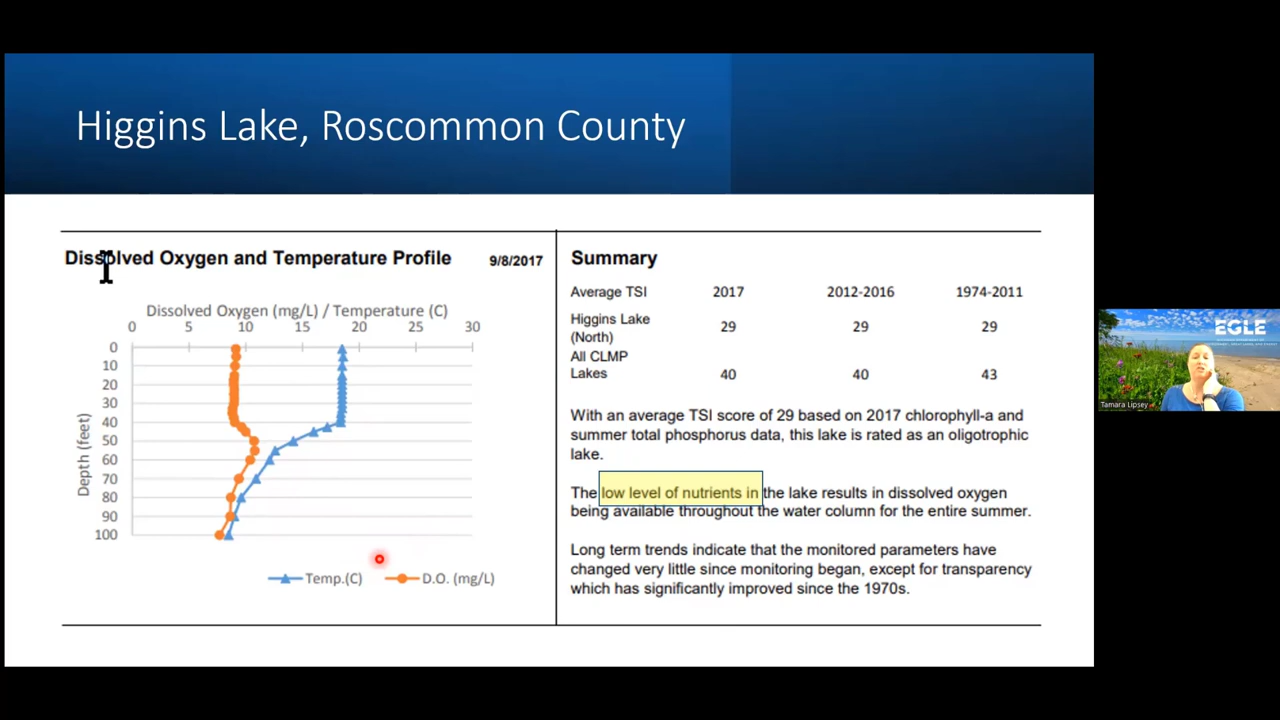 Higgins Lake, Roscommon County
Dissolved Oxygen and Temperature Profile 9/8/2017
Dissolved Oxygen (mg/L) / Temperature (C)
0 5 10 15 20 25 30
Depth (feet)
0
10
20
30
40
50
60
70
80
90
100
Temp.(C) D.O. (mg/L)
Summary
Average TSI 2017 2012-2016 1974-2011
Higgins Lake
(North) 29 29 29
All CLMP
Lakes 40 40 43
With an average TSI score of 29 based on 2017 chlorophyll-a and
summer total phosphorus data, this lake is rated as an oligotrophic
lake.
The low level of nutrients in the lake results in dissolved oxygen
being available throughout the water column for the entire summer.
Long term trends indicate that the monitored parameters have
changed very little since monitoring began, except for transparency
which has significantly improved since the 1970s.
EGLE
Tamara Lipsey